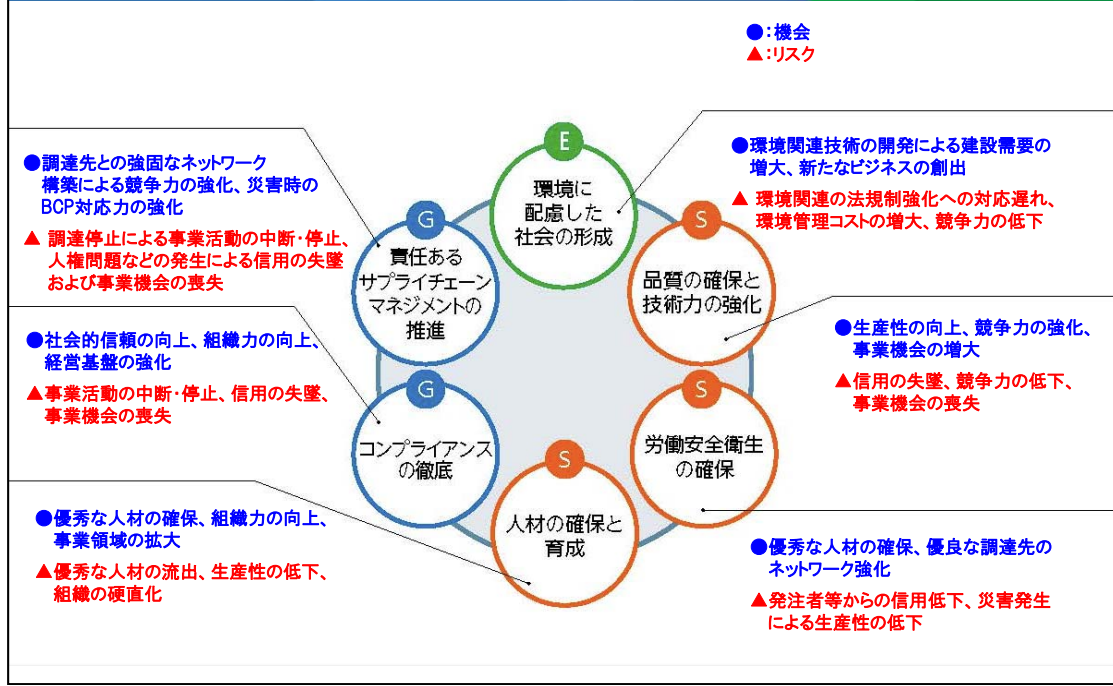 ●：機会
▲：リスク
E
環境に
配慮した
社会の形成
●環境関連技術の開発による建設需要の
増大、新たなビジネスの創出
▲ 環境関連の法規制強化への対応遅れ、
環境管理コストの増大、競争力の低下
S
品質の確保と
技術力の強化
●生産性の向上、競争力の強化、
事業機会の増大
▲信用の失墜、競争力の低下、
事業機会の喪失
S
労働安全衛生
の確保
●優秀な人材の確保、優良な調達先の
ネットワーク強化
▲発注者等からの信用低下、災害発生
による生産性の低下
S
人材の確保と
育成
●優秀な人材の確保、組織力の向上、
事業領域の拡大
▲優秀な人材の流出、生産性の低下、
組織の硬直化
G
コンプライアンス
の徹底
●社会的信頼の向上、組織力の向上、
経営基盤の強化
▲事業活動の中断・停止、信用の失墜、
事業機会の喪失
G
責任ある
サプライチェーン
マネジメントの
推進
●調達先との強固なネットワーク
構築による競争力の強化、災害時の
BCP対応力の強化
▲ 調達停止による事業活動の中断・停止、
人権問題などの発生による信用の失墜
および事業機会の喪失